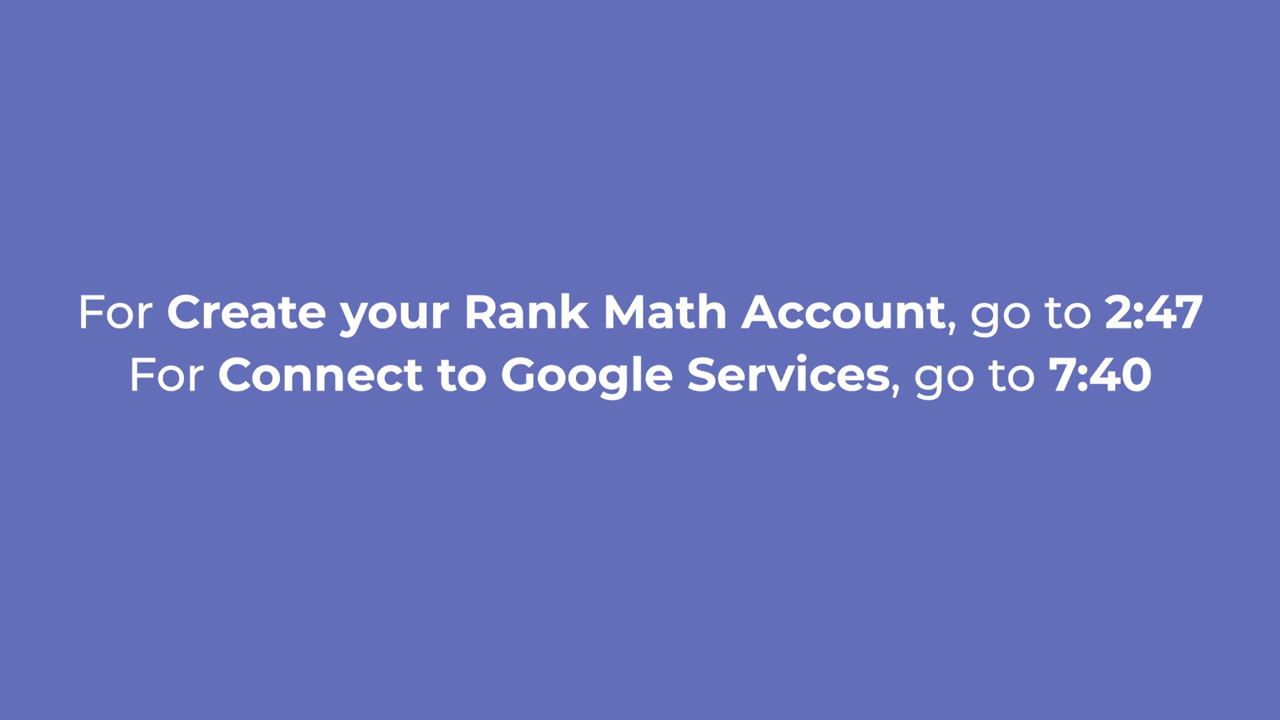 For Create your Rank Math Account, go to 2:47
For Connect to Google Services, go to 7:40